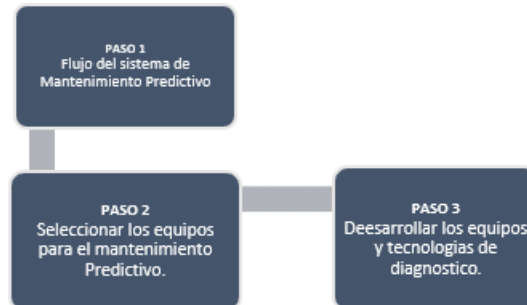 PASO 1
Flujo del sistema de
Mantenimiento Predictivo
PASO 2
Seleccionar los equipos
para el mantenimiento
Predictivo.
PASO 3
Deesarrollar los equipos
y tecnologias de
diagnostico.